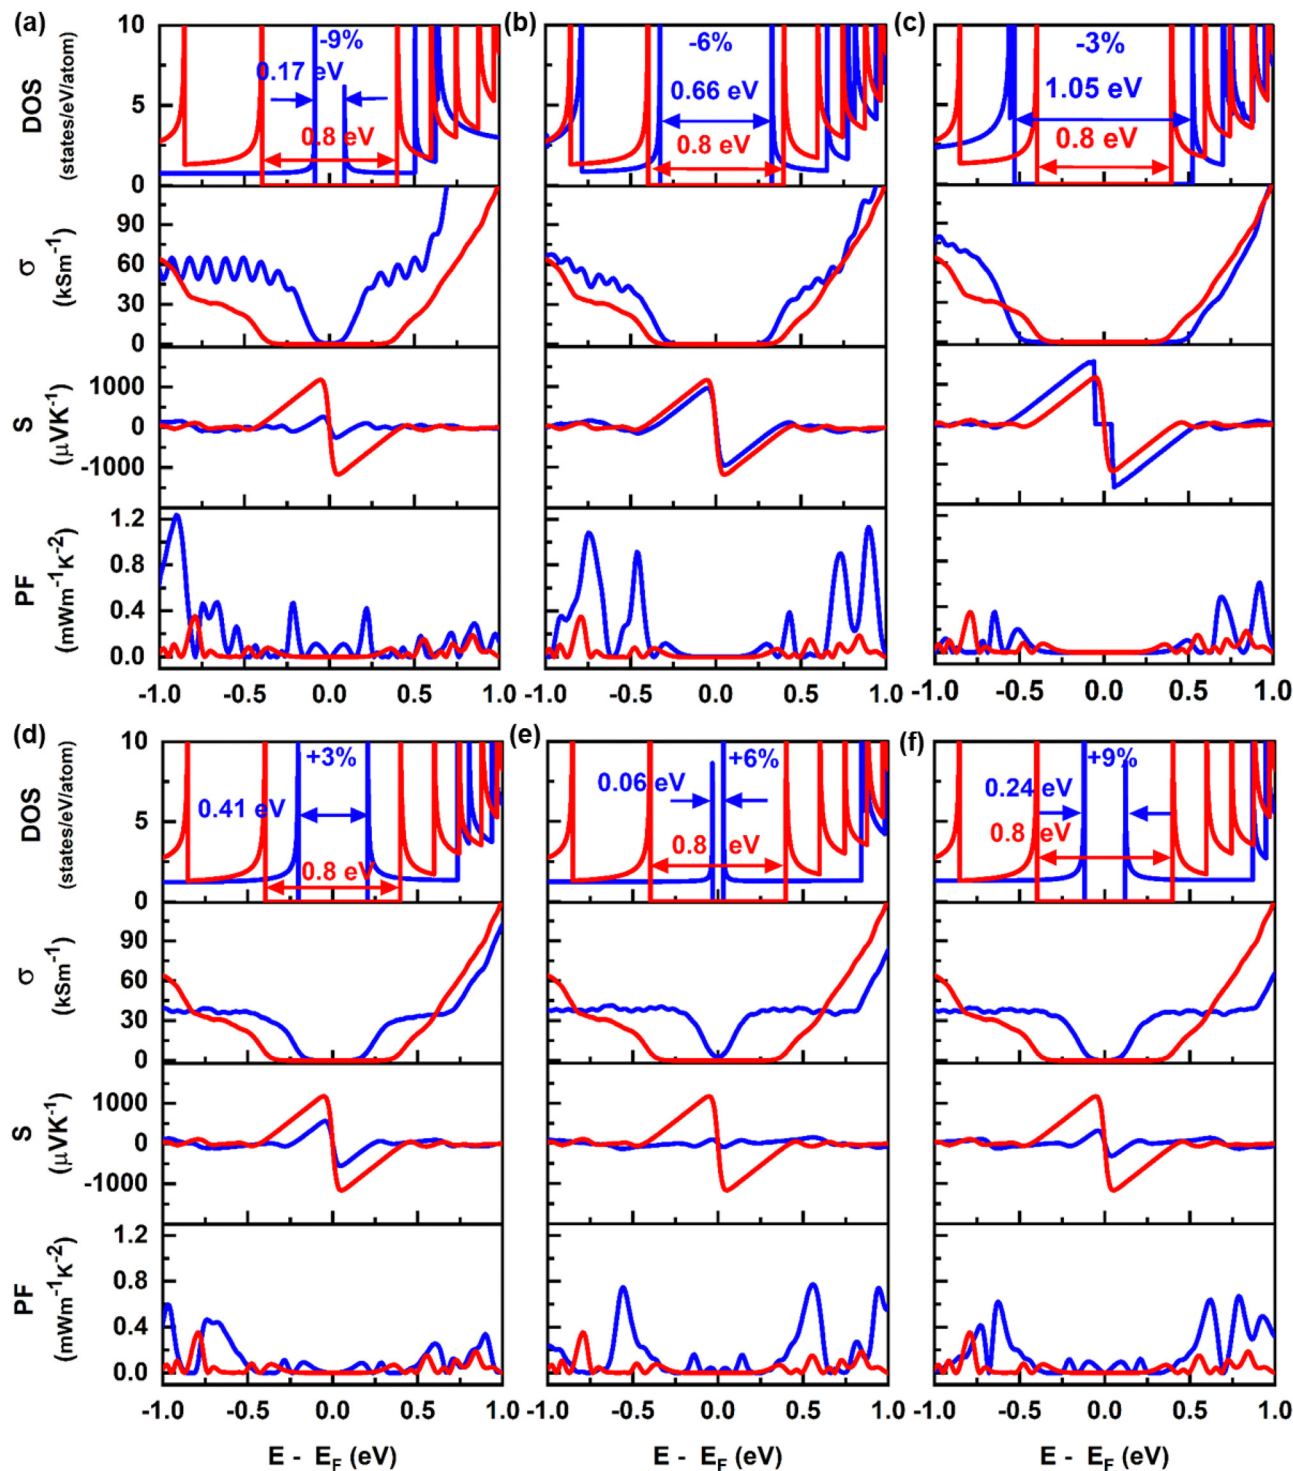 (a)
(b)
(c)
DOS
(states/eV/atom)
10
5
0
-9%
0.17 eV
0.8 eV
-6%
0.66 eV
0.8 eV
-3%
1.05 eV
0.8 eV
σ
(kSm⁻¹)
90
60
30
0
S
(μVK⁻¹)
1000
0
-1000
PF
(mWm⁻¹K⁻²)
1.2
0.8
0.4
0.0
-1.0 -0.5 0.0 0.5 1.0
-1.0 -0.5 0.0 0.5 1.0
-1.0 -0.5 0.0 0.5 1.0
(d)
(e)
(f)
DOS
(states/eV/atom)
10
5
0
+3%
0.41 eV
0.8 eV
+6%
0.06 eV
0.8 eV
+9%
0.24 eV
0.8 eV
σ
(kSm⁻¹)
90
60
30
0
S
(μVK⁻¹)
1000
0
-1000
PF
(mWm⁻¹K⁻²)
1.2
0.8
0.4
0.0
-1.0 -0.5 0.0 0.5 1.0
-1.0 -0.5 0.0 0.5 1.0
-1.0 -0.5 0.0 0.5 1.0
E - E_F (eV)
E - E_F (eV)
E - E_F (eV)